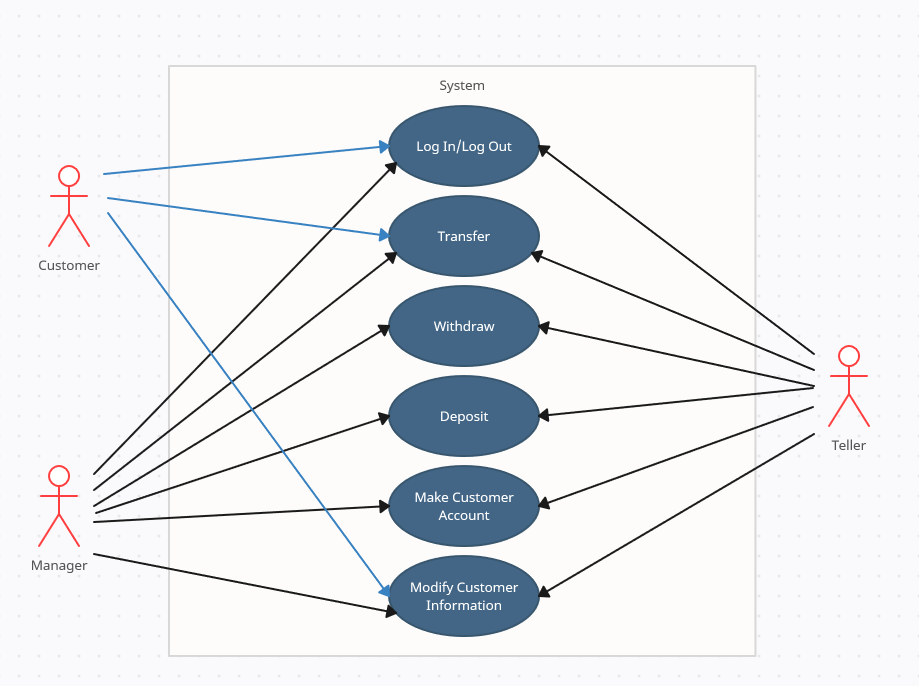 System
Log In/Log Out
Transfer
Customer
Withdraw
Deposit
Teller
Make Customer
Account
Manager
Modify Customer
Information